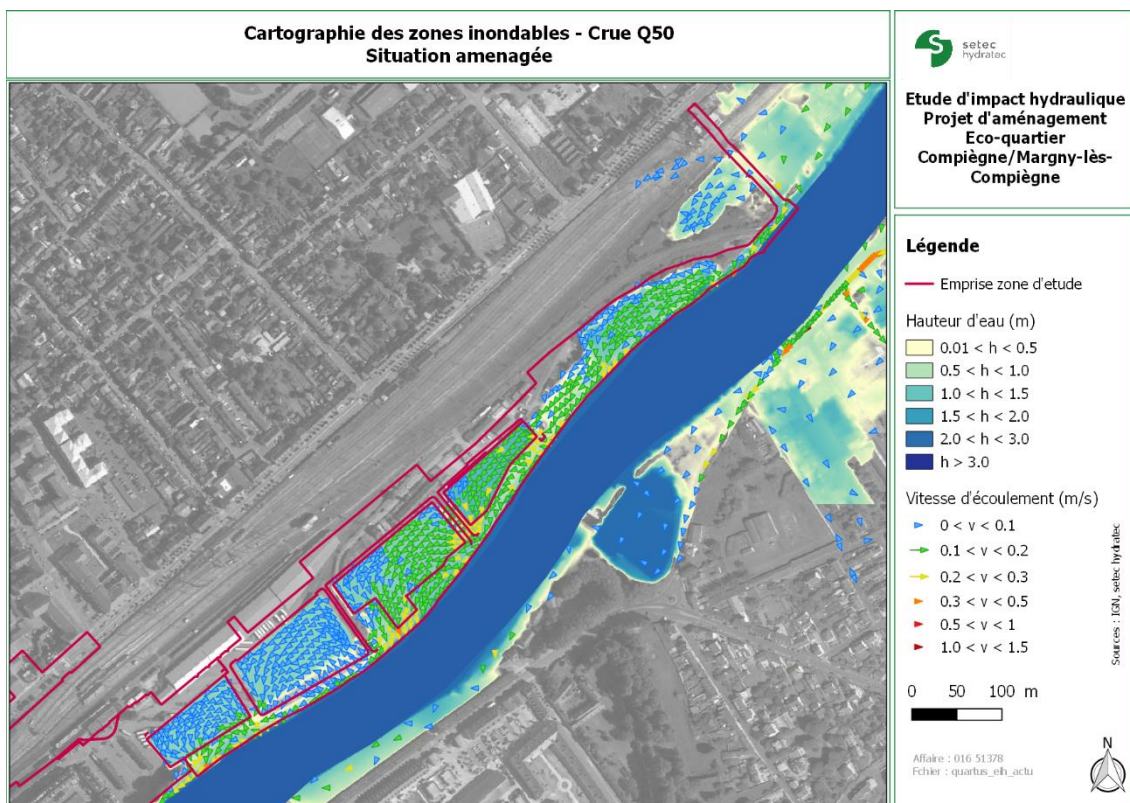 Cartographie des zones inondables - Crue Q50
Situation amenagée
S
setec
hydratec
Etude d'impact hydraulique
Projet d'aménagement
Eco-quartier
Compiègne/Margny-lès-
Compiègne
Légende
Emprise zone d'etude
Hauteur d'eau (m)
0.01 < h < 0.5
0.5 < h < 1.0
1.0 < h < 1.5
1.5 < h < 2.0
2.0 < h < 3.0
h > 3.0
Vitesse d'écoulement (m/s)
0 < v < 0.1
0.1 < v < 0.2
0.2 < v < 0.3
0.3 < v < 0.5
0.5 < v < 1
1.0 < v < 1.5
Sources : IGN, setec hydratec
0 50 100 m
Affaire : 016 51378
Fchier : quartus_eih_actu
N